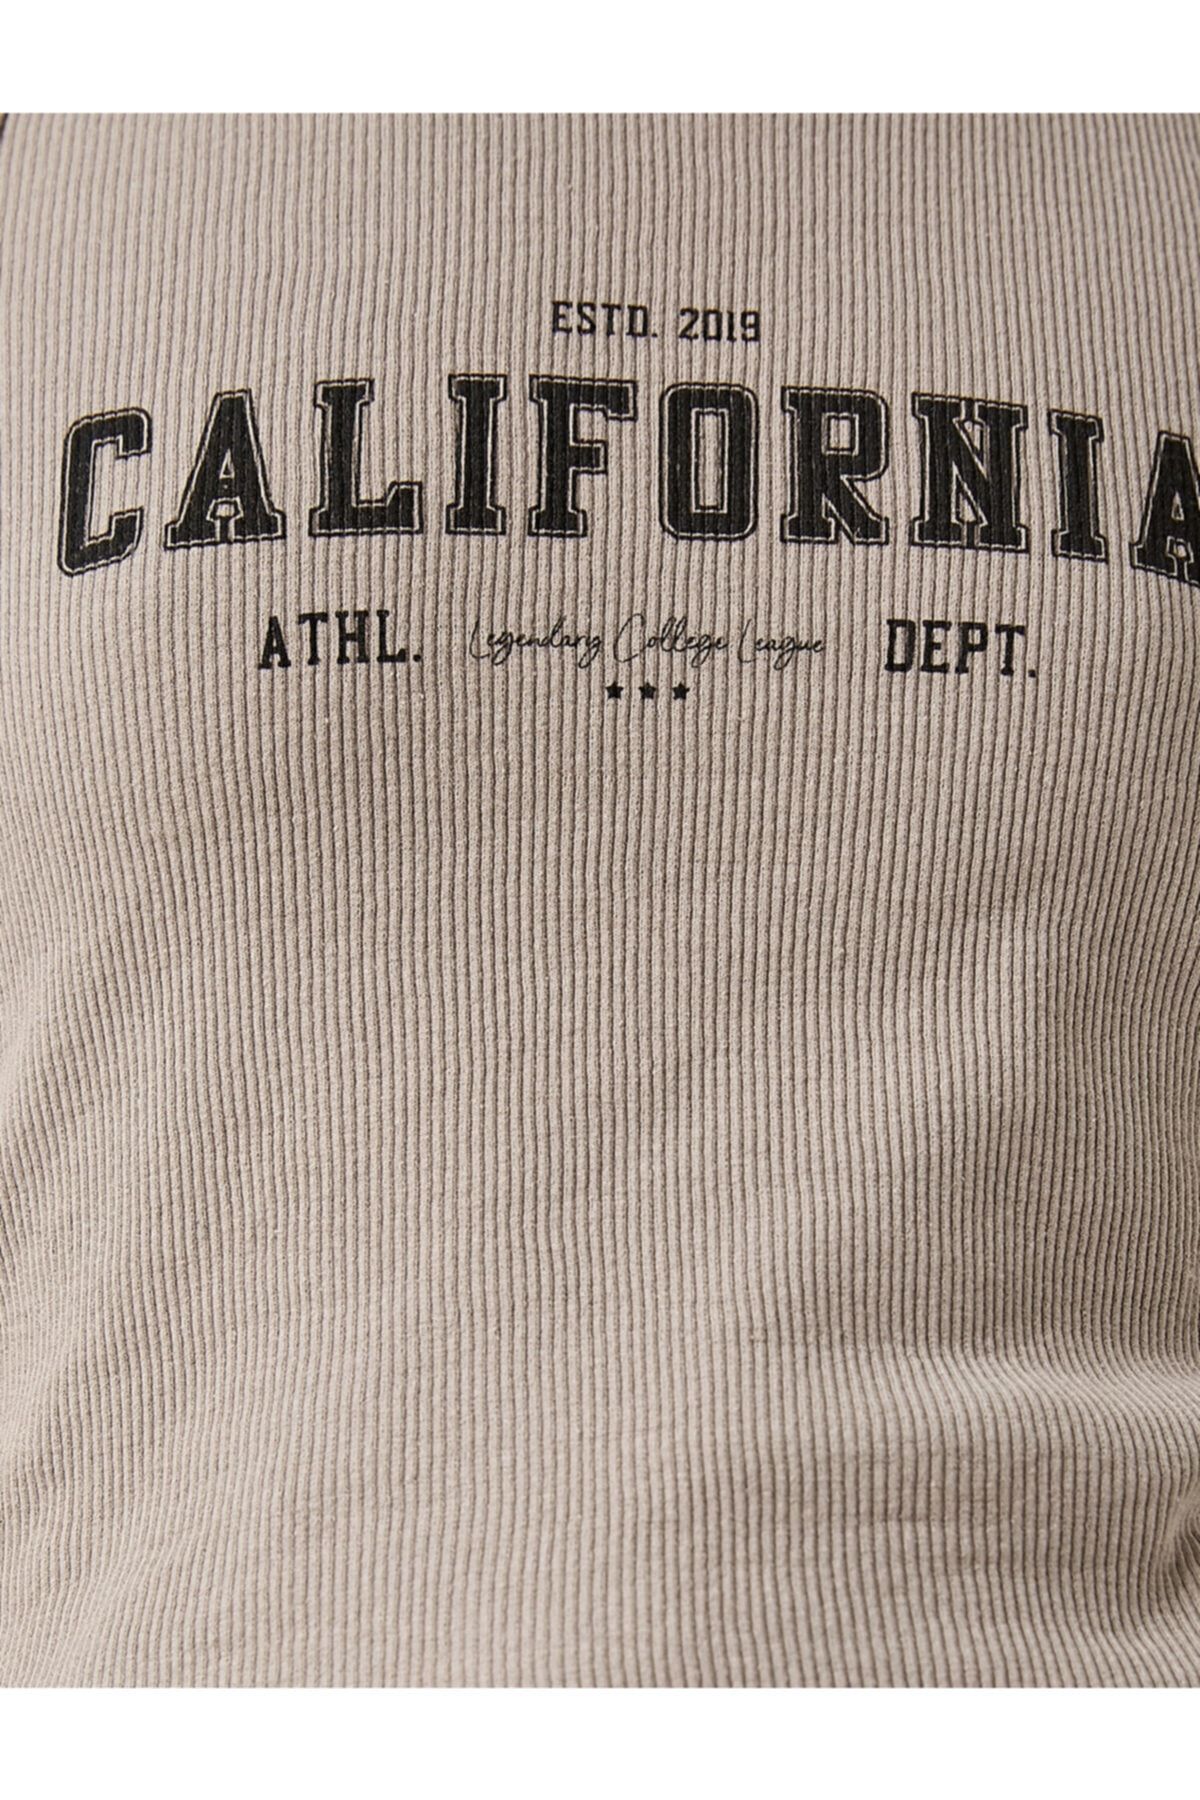 ESTD. 2019
CALIFORNIA
ATHL. Legendary College League DEPT.